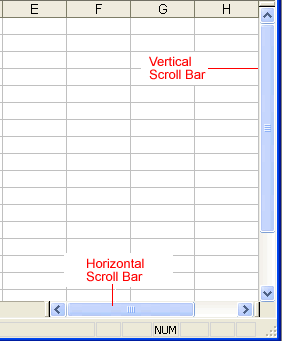 E F G H
Vertical
Scroll Bar
Horizontal
Scroll Bar
NUM